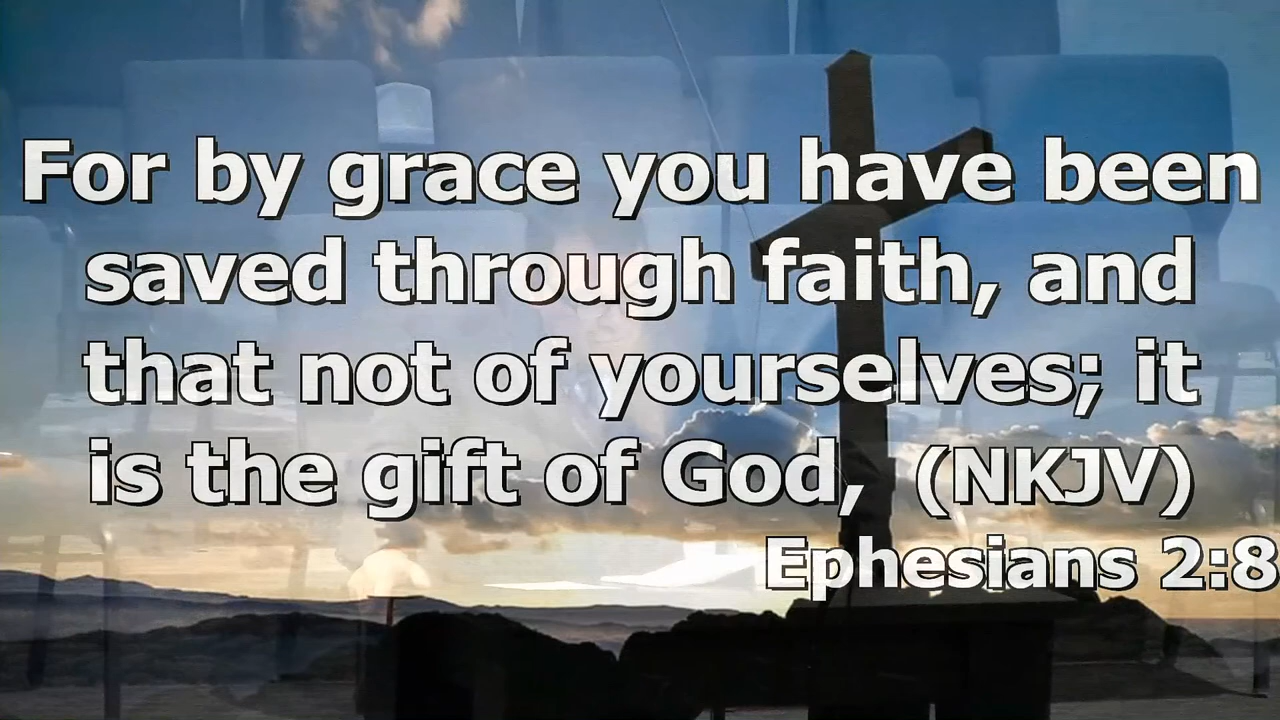 For by grace you have been
saved through faith, and
that not of yourselves; it
is the gift of God,  (NKJV)
Ephesians 2:8